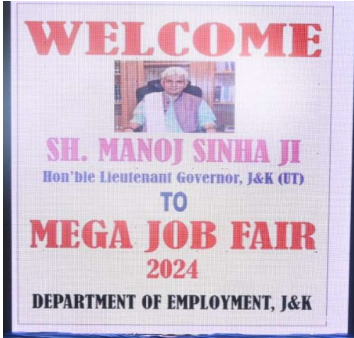 WELCOME
SH. MANOJ SINHA JI
Hon'ble Lieutenant Governor, J&K (UT)
TO
MEGA JOB FAIR
2024
DEPARTMENT OF EMPLOYMENT, J&K